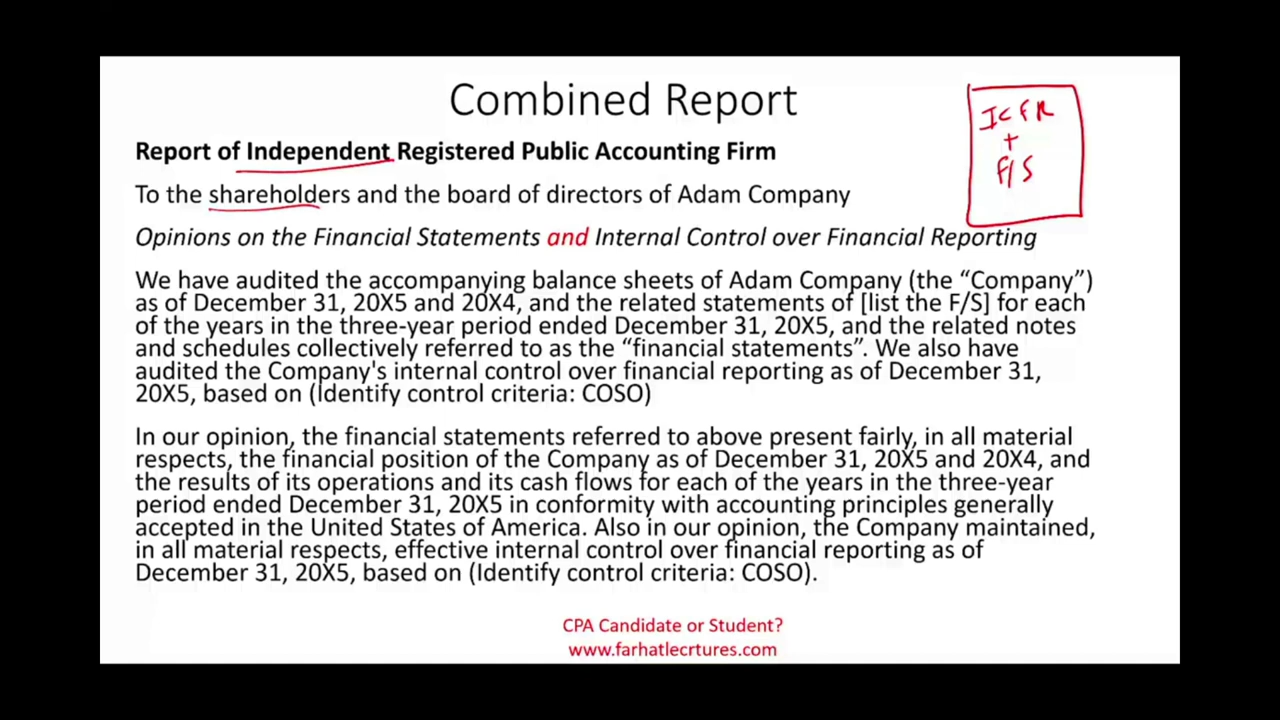 Combined Report
ICFR
+
F/S
Report of Independent Registered Public Accounting Firm
To the shareholders and the board of directors of Adam Company
Opinions on the Financial Statements and Internal Control over Financial Reporting
We have audited the accompanying balance sheets of Adam Company (the “Company”)
as of December 31, 20X5 and 20X4, and the related statements of [list the F/S] for each
of the years in the three-year period ended December 31, 20X5, and the related notes
and schedules collectively referred to as the “financial statements”. We also have
audited the Company's internal control over financial reporting as of December 31,
20X5, based on (Identify control criteria: COSO)
In our opinion, the financial statements referred to above present fairly, in all material
respects, the financial position of the Company as of December 31, 20X5 and 20X4, and
the results of its operations and its cash flows for each of the years in the three-year
period ended December 31, 20X5 in conformity with accounting principles generally
accepted in the United States of America. Also in our opinion, the Company maintained,
in all material respects, effective internal control over financial reporting as of
December 31, 20X5, based on (Identify control criteria: COSO).
CPA Candidate or Student?
www.farhatlecrtures.com